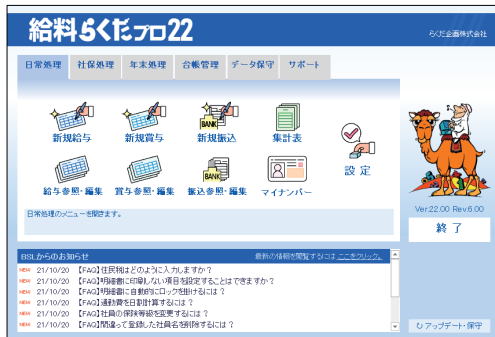 給料らくだプロ22
らくだ企画株式会社
日常処理 社保処理 年末処理 台帳管理 データ保守 サポート
新規給与 新規賞与 新規振込 集計表
BANK
設定
給与参照・編集 賞与参照・編集 振込参照・編集 マイナンバー
BANK
日常処理のメニューを開きます。
Ver.22.00 Rev.6.00
終了
BSLからのお知らせ 最新の情報を閲覧するには ここをクリック。
NEW 21/10/20 【FAQ】住民税はどのように入力しますか？
NEW 21/10/20 【FAQ】明細書に印刷しない項目を設定することはできますか？
NEW 21/10/20 【FAQ】明細書に自動的にロックを掛けるには？
NEW 21/10/20 【FAQ】通勤費を日割計算するには？
NEW 21/10/20 【FAQ】社員の保険等級を変更するには？
NEW 21/10/20 【FAQ】間違って登録した社員名を削除するには？
アップデート・保守